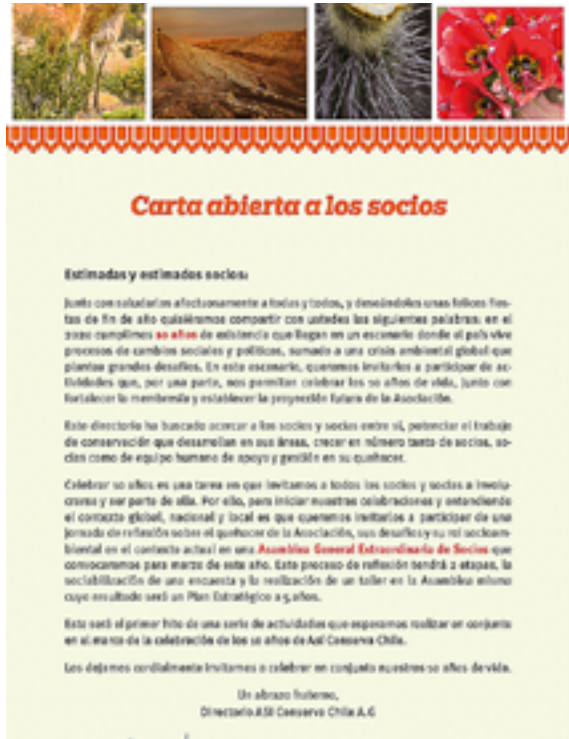 Carta abierta a los socios
Estimadas y estimados socios:
Junto con saludarlos afectuosamente a todas y todos, y deseándoles unas felices fies-
tas de fin de año quisiéramos compartir con ustedes las siguientes palabras: en el
2020 cumplimos 10 años de existencia que llegan en un escenario donde el país vive
procesos de cambios sociales y políticos, sumado a una crisis ambiental global que
plantea grandes desafíos. En este escenario, queremos invitarlos a participar de ac-
tividades que, por una parte, nos permitan celebrar los 10 años de vida, junto con
fortalecer la membresía y establecer la proyección futura de la Asociación.
Este directorio ha buscado acercar a los socios y socias entre sí, potenciar el trabajo
de conservación que desarrollan en sus áreas, crecer en número tanto de socios, so-
cias como de equipo humano de apoyo y gestión en su quehacer.
Celebrar 10 años es una tarea en que invitamos a todos los socios y socias a involu-
crarse y ser parte de ella. Por ello, para iniciar nuestras celebraciones y entendiendo
el contexto global, nacional y local es que queremos invitarlos a participar de una
jornada de reflexión sobre el quehacer de la Asociación, sus desafíos y su rol socioam-
biental en el contexto actual en una Asamblea General Extraordinaria de Socios que
convocaremos para marzo de este año. Este proceso de reflexión tendrá 2 etapas, la
sociabilización de una encuesta y la realización de un taller en la Asamblea misma
cuyo resultado será un Plan Estratégico a 5 años.
Este será el primer hito de una serie de actividades que esperamos realizar en conjunto
en el marco de la celebración de los 10 años de Así Conserva Chile.
Los dejamos cordialmente invitamos a celebrar en conjunto nuestros 10 años de vida.
Un abrazo fraterno,
Directorio ASI Conserva Chile A.G